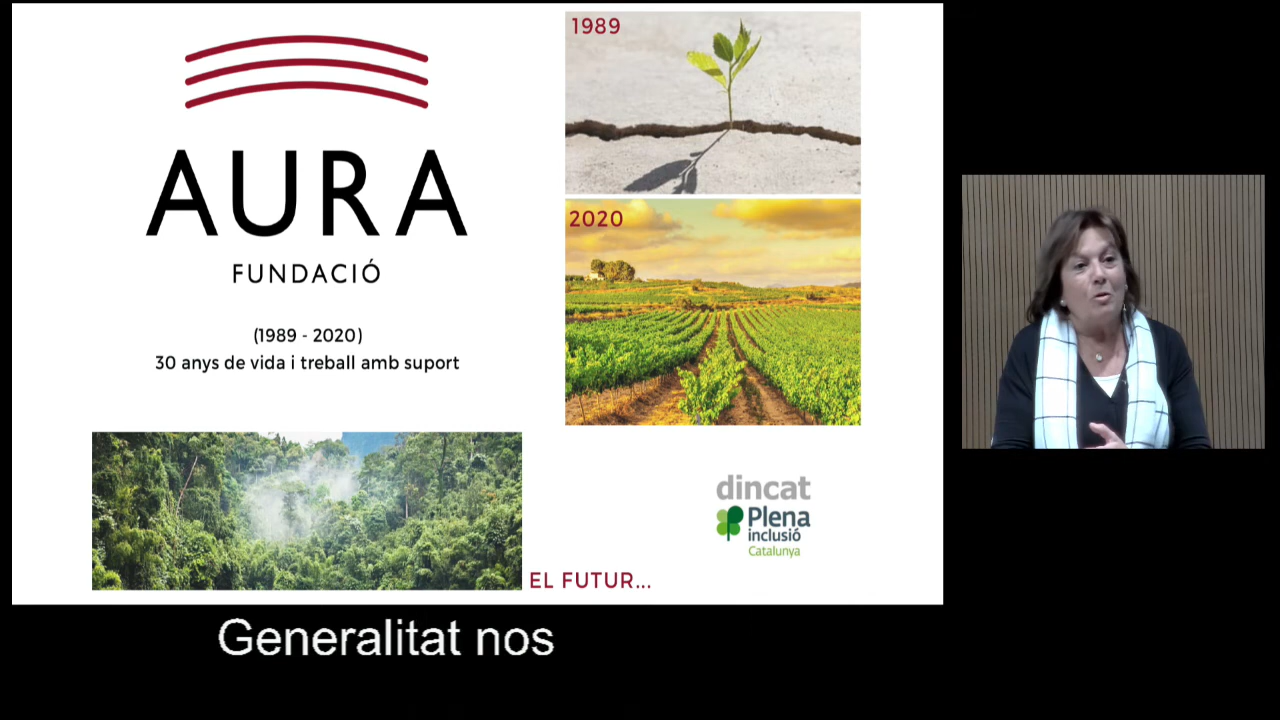 AURA
FUNDACIÓ
(1989 - 2020)
30 anys de vida i treball amb suport
1989
2020
dincat
Plena
inclusió
Catalunya
EL FUTUR...
Generalitat nos